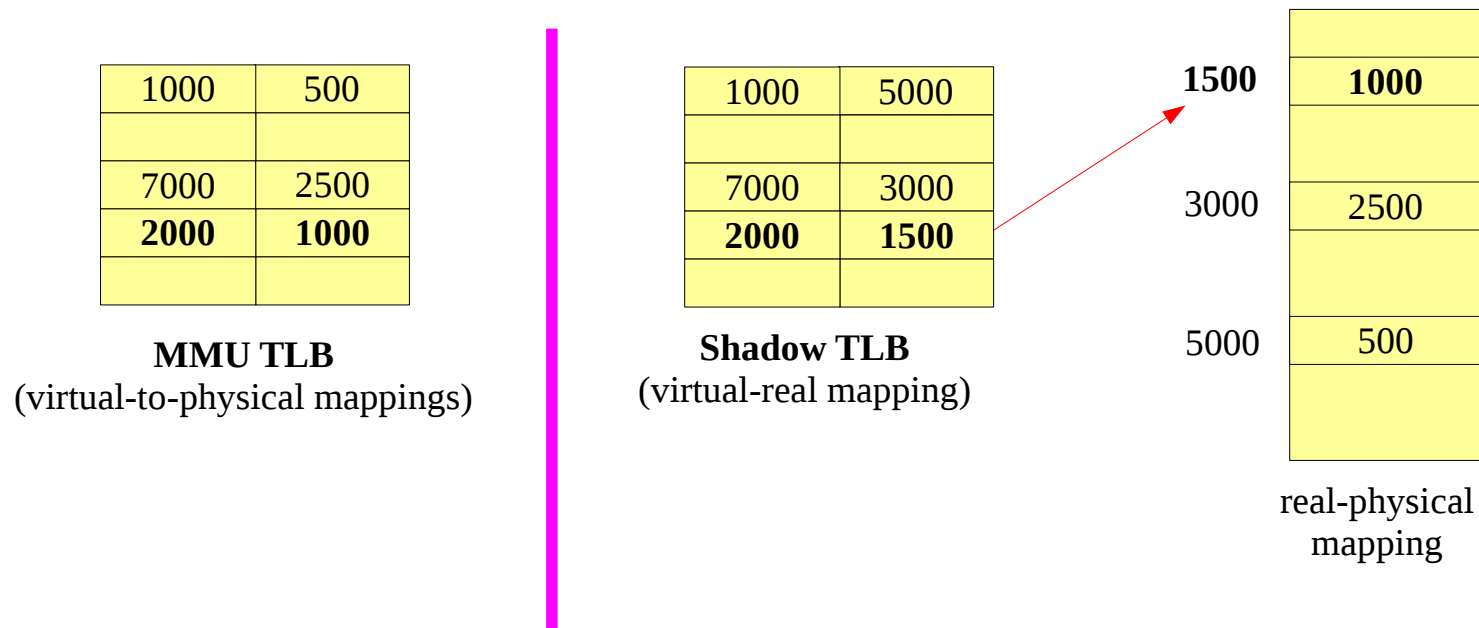 1000 500
7000 2500
2000 1000
MMU TLB
(virtual-to-physical mappings)
1000 5000
7000 3000
2000 1500
Shadow TLB
(virtual-real mapping)
1500 1000
3000 2500
5000 500
real-physical
mapping